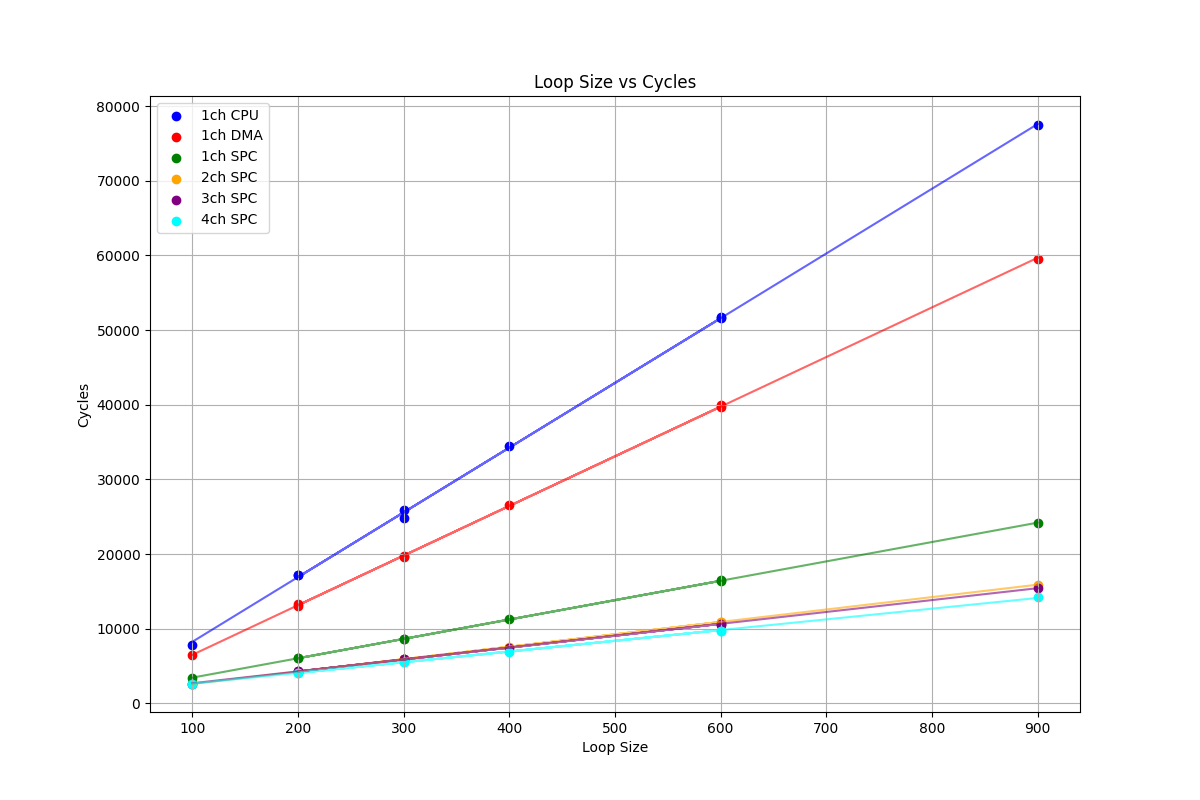 Loop Size vs Cycles
80000
70000
60000
50000
40000
30000
20000
10000
0
Cycles
1ch CPU
1ch DMA
1ch SPC
2ch SPC
3ch SPC
4ch SPC
100 200 300 400 500 600 700 800 900
Loop Size